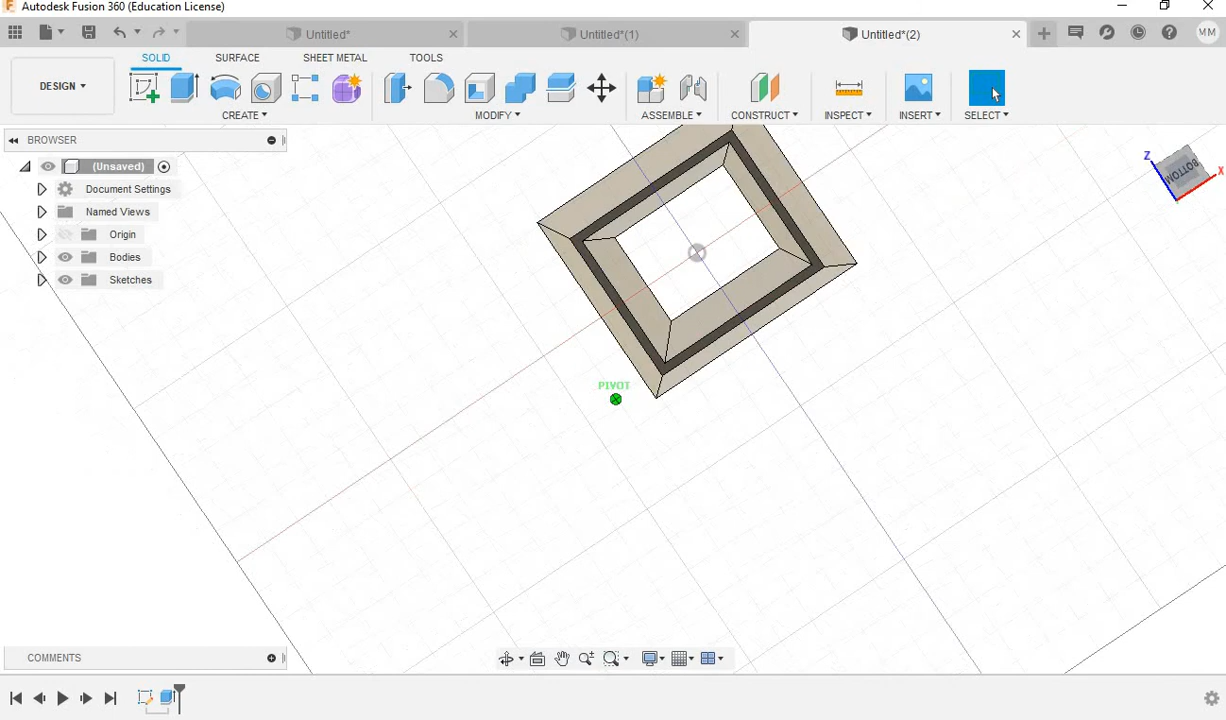 Autodesk Fusion 360 (Education License)
Untitled*
Untitled*(1)
Untitled*(2)
MM
DESIGN
SOLID
SURFACE
SHEET METAL
TOOLS
CREATE
MODIFY
ASSEMBLE
CONSTRUCT
INSPECT
INSERT
SELECT
BROWSER
(Unsaved)
Document Settings
Named Views
Origin
Bodies
Sketches
Z
BOTTOM
X
PIVOT
COMMENTS